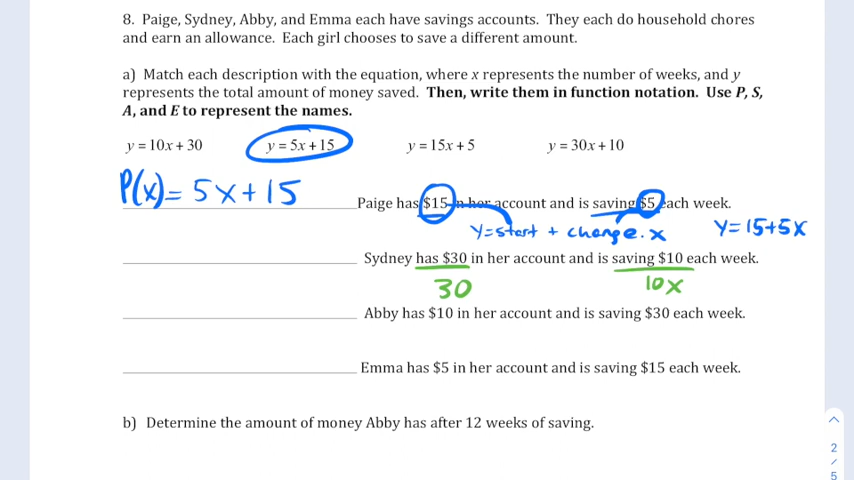 8. Paige, Sydney, Abby, and Emma each have savings accounts. They each do household chores
and earn an allowance. Each girl chooses to save a different amount.
a) Match each description with the equation, where x represents the number of weeks, and y
represents the total amount of money saved. Then, write them in function notation. Use P, S,
A, and E to represent the names.
y = 10x + 30 y = 5x + 15 y = 15x + 5 y = 30x + 10
P(x) = 5x + 15
Paige has $15 in her account and is saving $5 each week.
y = start + change . x y = 15 + 5x
Sydney has $30 in her account and is saving $10 each week.
30 10x
Abby has $10 in her account and is saving $30 each week.
Emma has $5 in her account and is saving $15 each week.
b) Determine the amount of money Abby has after 12 weeks of saving.
2
/
5